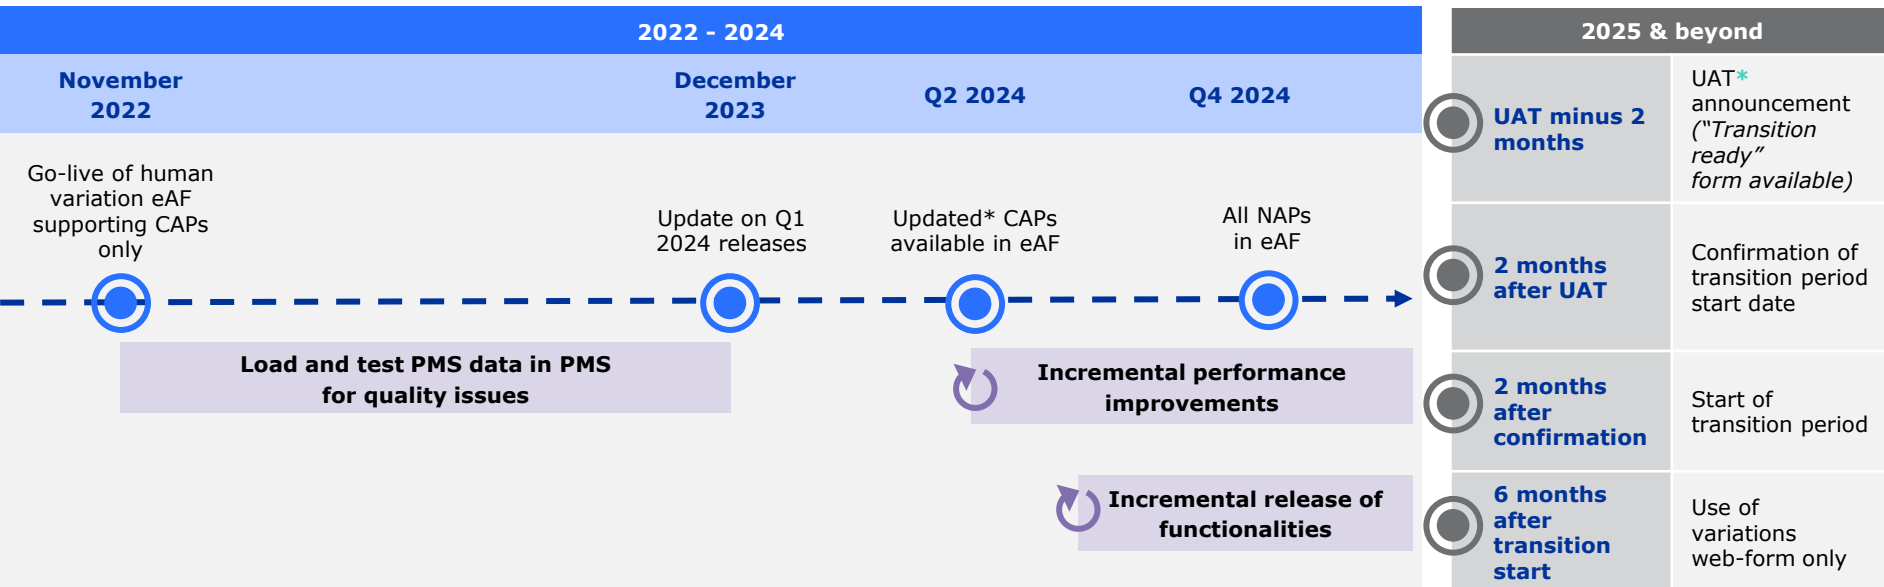 2022 - 2024
November
2022
December
2023
Q2 2024
Q4 2024
Go-live of human
variation eAF
supporting CAPs
only
Update on Q1
2024 releases
Updated* CAPs
available in eAF
All NAPs
in eAF
Load and test PMS data in PMS
for quality issues
Incremental performance
improvements
Incremental release of
functionalities
2025 & beyond
UAT minus 2
months
UAT*
announcement
(“Transition
ready”
form available)
2 months
after UAT
Confirmation of
transition period
start date
2 months
after
confirmation
Start of
transition period
6 months
after
transition
start
Use of
variations
web-form only